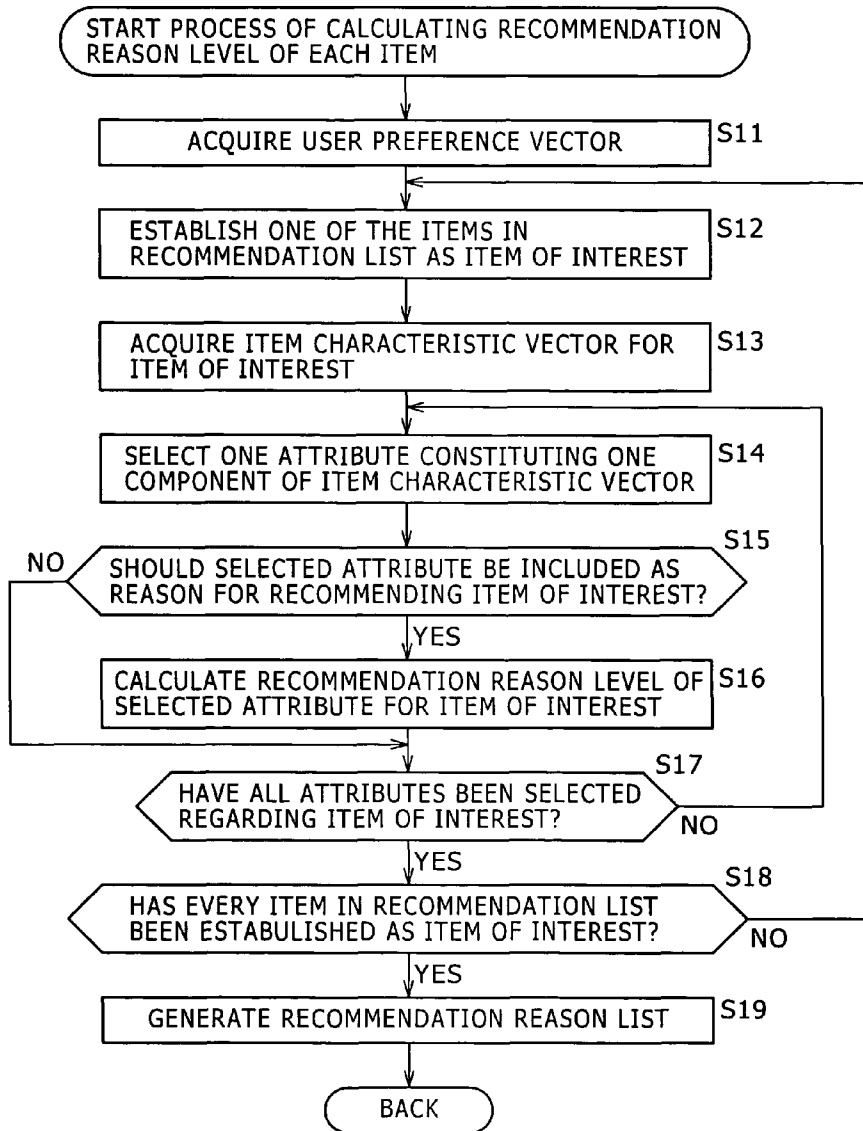 START PROCESS OF CALCULATING RECOMMENDATION
REASON LEVEL OF EACH ITEM
ACQUIRE USER PREFERENCE VECTOR
S11
ESTABLISH ONE OF THE ITEMS IN
RECOMMENDATION LIST AS ITEM OF INTEREST
S12
ACQUIRE ITEM CHARACTERISTIC VECTOR FOR
ITEM OF INTEREST
S13
SELECT ONE ATTRIBUTE CONSTITUTING ONE
COMPONENT OF ITEM CHARACTERISTIC VECTOR
S14
S15
NO
SHOULD SELECTED ATTRIBUTE BE INCLUDED AS
REASON FOR RECOMMENDING ITEM OF INTEREST?
YES
CALCULATE RECOMMENDATION REASON LEVEL OF
SELECTED ATTRIBUTE FOR ITEM OF INTEREST
S16
S17
HAVE ALL ATTRIBUTES BEEN SELECTED
REGARDING ITEM OF INTEREST?
NO
YES
S18
HAS EVERY ITEM IN RECOMMENDATION LIST
BEEN ESTABULISHED AS ITEM OF INTEREST?
NO
YES
GENERATE RECOMMENDATION REASON LIST
S19
BACK